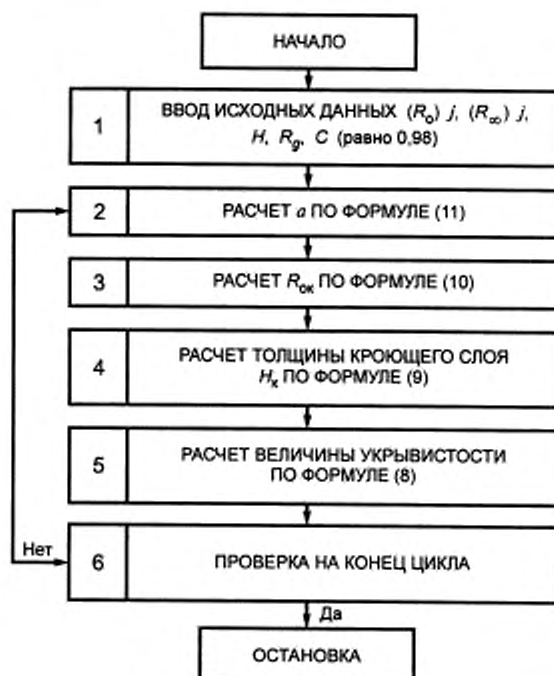 НАЧАЛО
1
ВВОД ИСХОДНЫХ ДАННЫХ (R₀) j, (R∞) j,
H, Rg, C (равно 0,98)
2
РАСЧЕТ a ПО ФОРМУЛЕ (11)
3
РАСЧЕТ Rок ПО ФОРМУЛЕ (10)
4
РАСЧЕТ ТОЛЩИНЫ КРОЮЩЕГО СЛОЯ
Hк ПО ФОРМУЛЕ (9)
5
РАСЧЕТ ВЕЛИЧИНЫ УКРЫВИСТОСТИ
ПО ФОРМУЛЕ (8)
Нет
6
ПРОВЕРКА НА КОНЕЦ ЦИКЛА
Да
ОСТАНОВКА